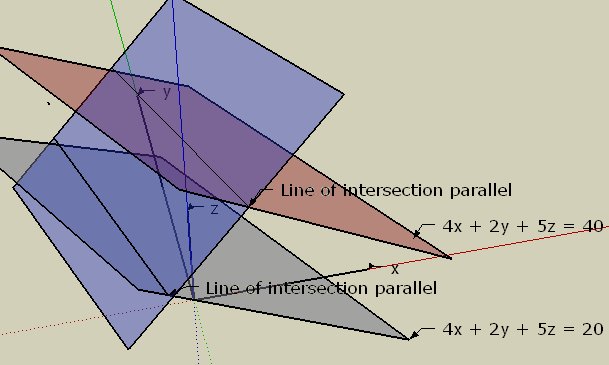 y
Line of intersection parallel
z
4x + 2y + 5z = 40
x
Line of intersection parallel
4x + 2y + 5z = 20